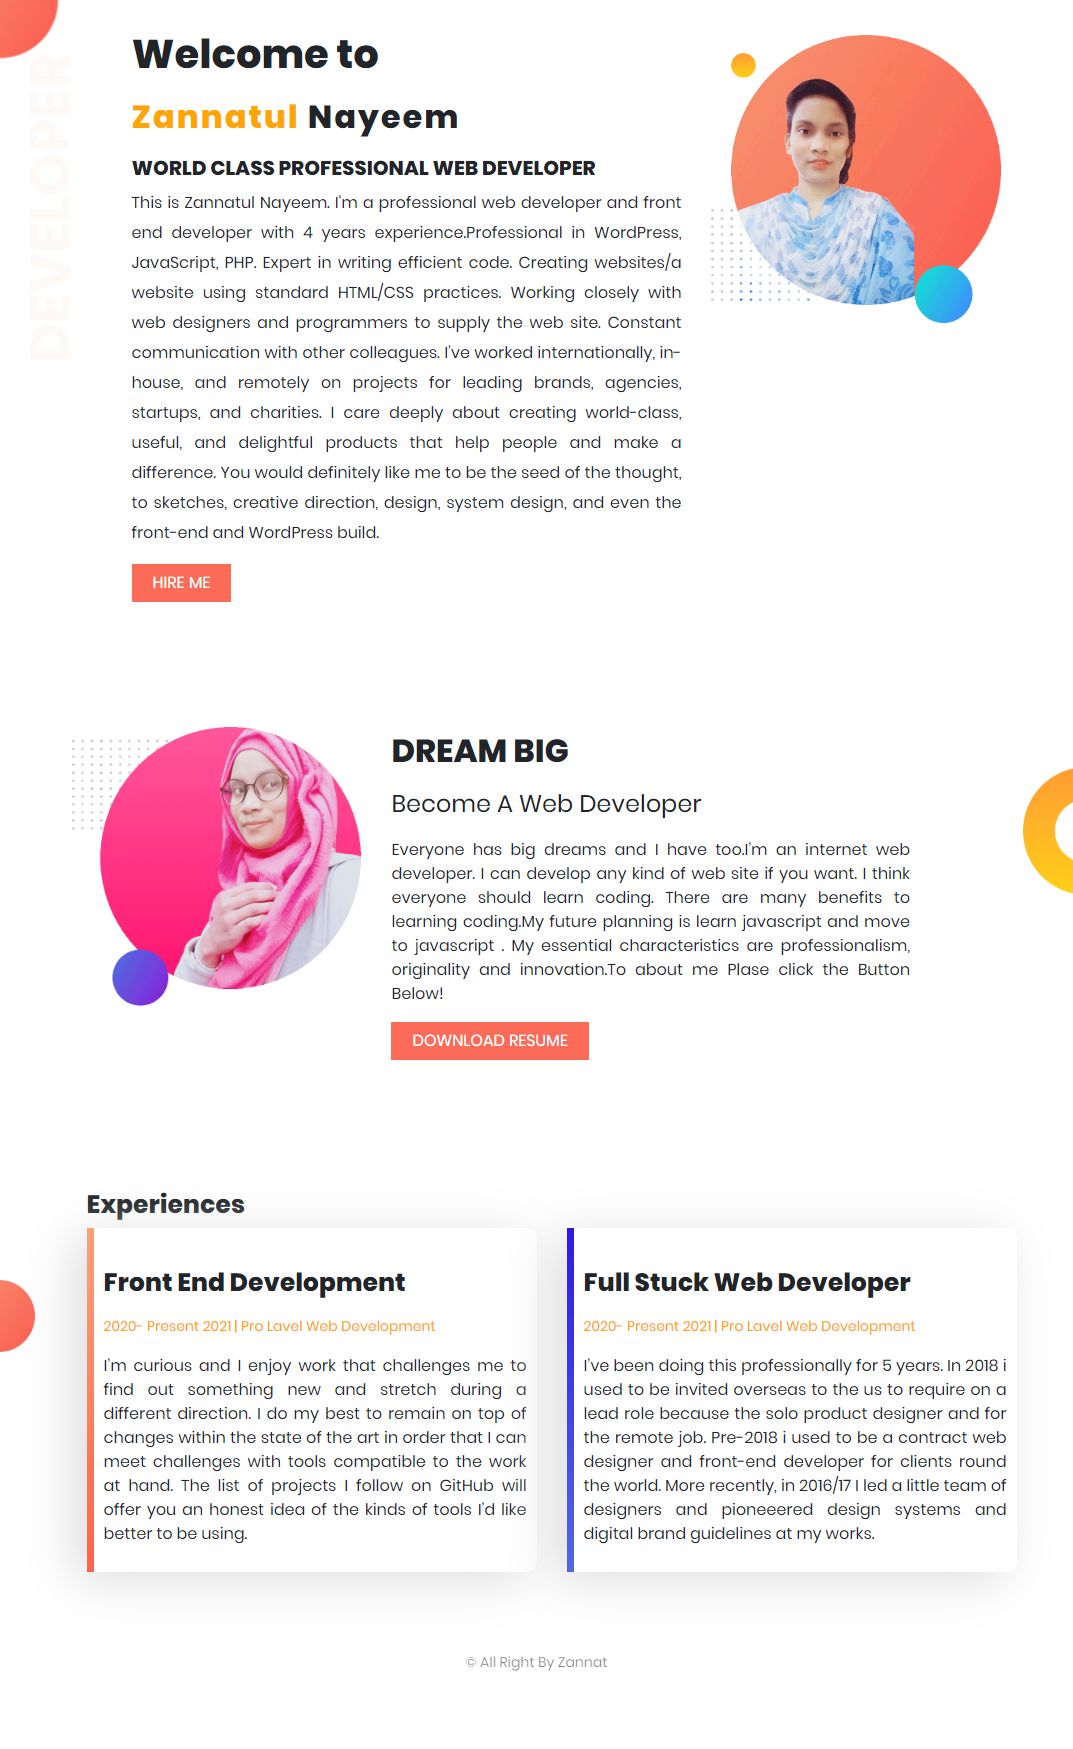 DEVELOPER
Welcome to
Zannatul Nayeem
WORLD CLASS PROFESSIONAL WEB DEVELOPER
This is Zannatul Nayeem. I'm a professional web developer and front
end developer with 4 years experience.Professional in WordPress,
JavaScript, PHP. Expert in writing efficient code. Creating websites/a
website using standard HTML/CSS practices. Working closely with
web designers and programmers to supply the web site. Constant
communication with other colleagues. I've worked internationally, in-
house, and remotely on projects for leading brands, agencies,
startups, and charities. I care deeply about creating world-class,
useful, and delightful products that help people and make a
difference. You would definitely like me to be the seed of the thought,
to sketches, creative direction, design, system design, and even the
front-end and WordPress build.
HIRE ME
DREAM BIG
Become A Web Developer
Everyone has big dreams and I have too.I'm an internet web
developer. I can develop any kind of web site if you want. I think
everyone should learn coding. There are many benefits to
learning coding.My future planning is learn javascript and move
to javascript . My essential characteristics are professionalism,
originality and innovation.To about me Plase click the Button
Below!
DOWNLOAD RESUME
Experiences
Front End Development
2020- Present 2021 | Pro Lavel Web Development
I'm curious and I enjoy work that challenges me to
find out something new and stretch during a
different direction. I do my best to remain on top of
changes within the state of the art in order that I can
meet challenges with tools compatible to the work
at hand. The list of projects I follow on GitHub will
offer you an honest idea of the kinds of tools I'd like
better to be using.
Full Stuck Web Developer
2020- Present 2021 | Pro Lavel Web Development
I've been doing this professionally for 5 years. In 2018 i
used to be invited overseas to the us to require on a
lead role because the solo product designer and for
the remote job. Pre-2018 i used to be a contract web
designer and front-end developer for clients round
the world. More recently, in 2016/17 I led a little team of
designers and pioneeered design systems and
digital brand guidelines at my works.
© All Right By Zannat